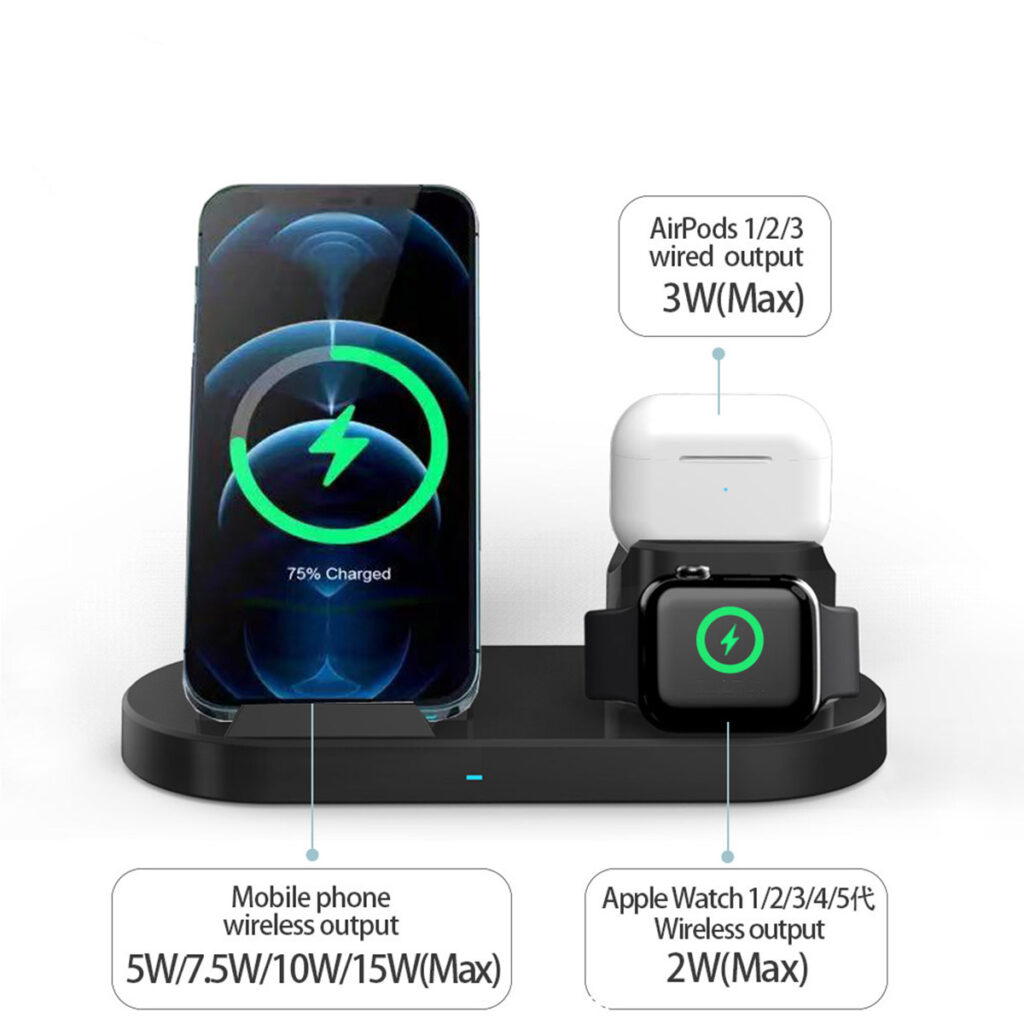 AirPods 1/2/3
wired output
3W(Max)
75% Charged
Mobile phone
wireless output
5W/7.5W/10W/15W(Max)
Apple Watch 1/2/3/4/5代
Wireless output
2W(Max)